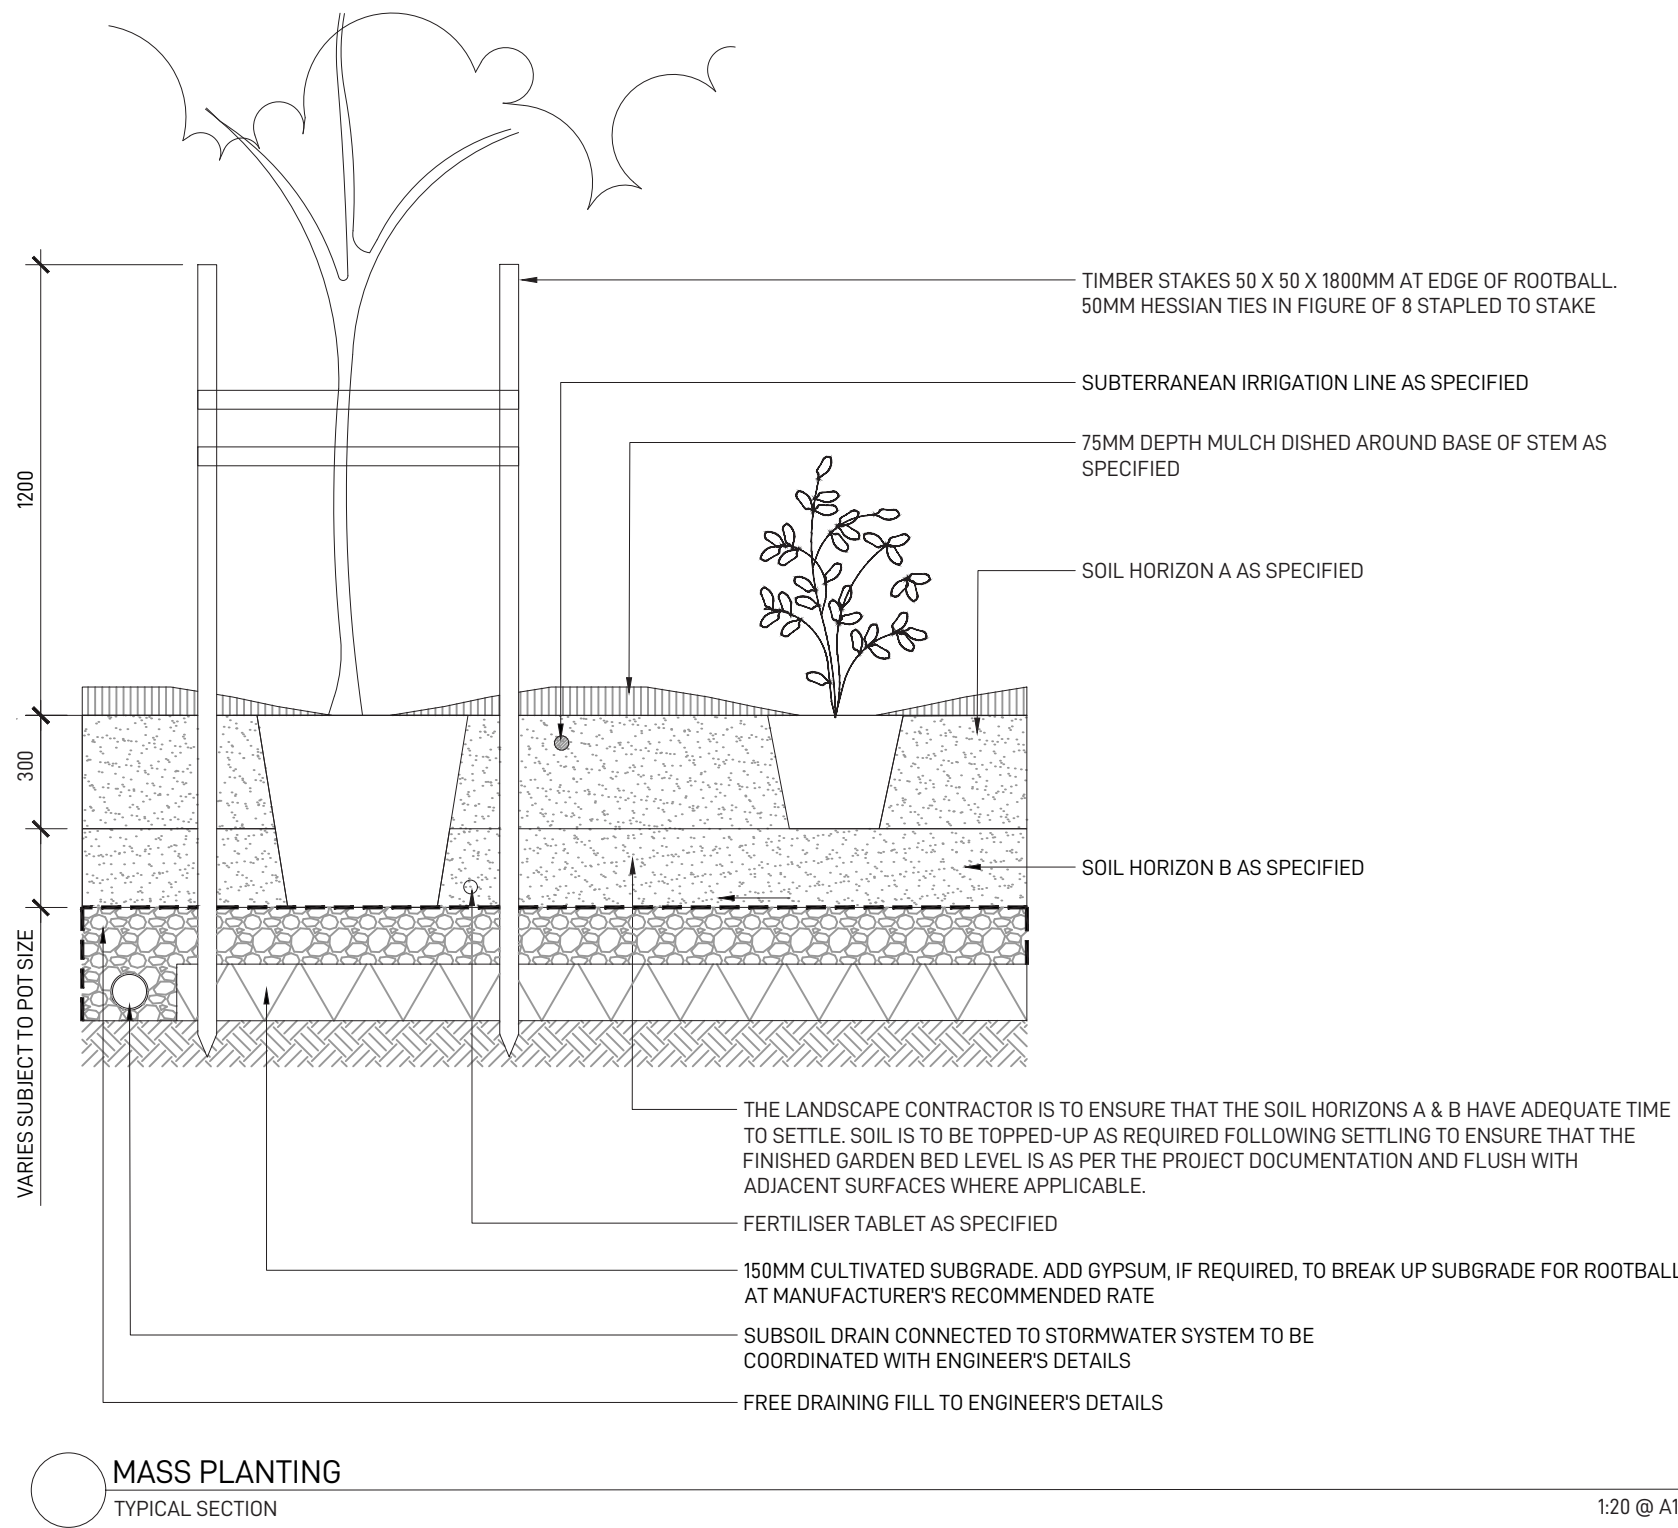 TIMBER STAKES 50 X 50 X 1800MM AT EDGE OF ROOTBALL.
50MM HESSIAN TIES IN FIGURE OF 8 STAPLED TO STAKE
SUBTERRANEAN IRRIGATION LINE AS SPECIFIED
75MM DEPTH MULCH DISHED AROUND BASE OF STEM AS
SPECIFIED
1200
SOIL HORIZON A AS SPECIFIED
300
SOIL HORIZON B AS SPECIFIED
VARIES SUBJECT TO POT SIZE
THE LANDSCAPE CONTRACTOR IS TO ENSURE THAT THE SOIL HORIZONS A & B HAVE ADEQUATE TIME
TO SETTLE. SOIL IS TO BE TOPPED-UP AS REQUIRED FOLLOWING SETTLING TO ENSURE THAT THE
FINISHED GARDEN BED LEVEL IS AS PER THE PROJECT DOCUMENTATION AND FLUSH WITH
ADJACENT SURFACES WHERE APPLICABLE.
FERTILISER TABLET AS SPECIFIED
150MM CULTIVATED SUBGRADE. ADD GYPSUM, IF REQUIRED, TO BREAK UP SUBGRADE FOR ROOTBALL
AT MANUFACTURER'S RECOMMENDED RATE
SUBSOIL DRAIN CONNECTED TO STORMWATER SYSTEM TO BE
COORDINATED WITH ENGINEER'S DETAILS
FREE DRAINING FILL TO ENGINEER'S DETAILS
MASS PLANTING
TYPICAL SECTION
1:20 @ A1